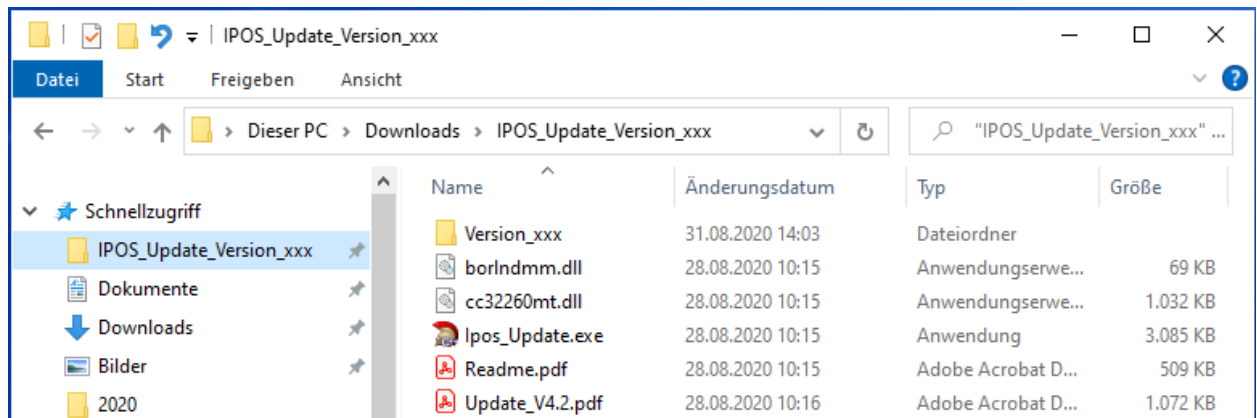 IPOS_Update_Version_xxx
Datei Start Freigeben Ansicht
Dieser PC > Downloads > IPOS_Update_Version_xxx "IPOS_Update_Version_xxx" ...
Name Änderungsdatum Typ Größe
Schnellzugriff
IPOS_Update_Version_xxx
Dokumente
Downloads
Bilder
2020
Version_xxx 31.08.2020 14:03 Dateiordner
borlndmm.dll 28.08.2020 10:15 Anwendungserwe... 69 KB
cc32260mt.dll 28.08.2020 10:15 Anwendungserwe... 1.032 KB
Ipos_Update.exe 28.08.2020 10:15 Anwendung 3.085 KB
Readme.pdf 28.08.2020 10:15 Adobe Acrobat D... 509 KB
Update_V4.2.pdf 28.08.2020 10:16 Adobe Acrobat D... 1.072 KB